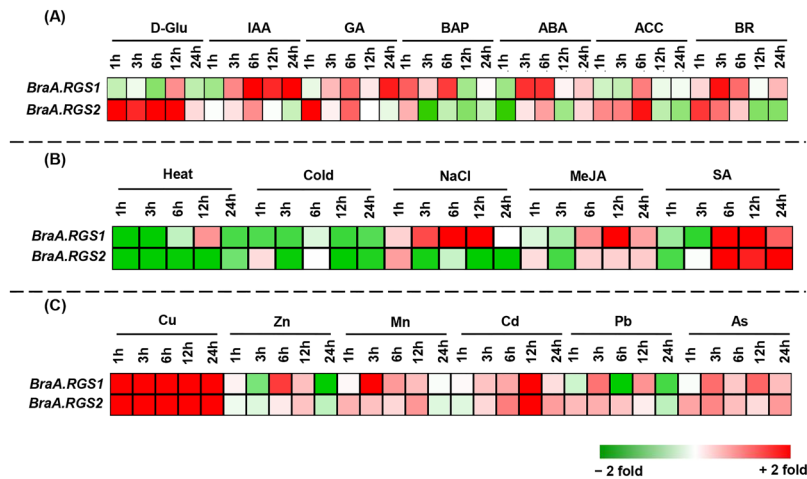 (A)
D-Glu IAA GA BAP ABA ACC BR
1h 3h 6h 12h 24h 1h 3h 6h 12h 24h 1h 3h 6h 12h 24h 1h 3h 6h 12h 24h 1h 3h 6h 12h 24h 1h 3h 6h 12h 24h 1h 3h 6h 12h 24h
BraA.RGS1
BraA.RGS2
(B)
Heat Cold NaCl MeJA SA
1h 3h 6h 12h 24h 1h 3h 6h 12h 24h 1h 3h 6h 12h 24h 1h 3h 6h 12h 24h 1h 3h 6h 12h 24h
BraA.RGS1
BraA.RGS2
(C)
Cu Zn Mn Cd Pb As
1h 3h 6h 12h 24h 1h 3h 6h 12h 24h 1h 3h 6h 12h 24h 1h 3h 6h 12h 24h 1h 3h 6h 12h 24h 1h 3h 6h 12h 24h
BraA.RGS1
BraA.RGS2
− 2 fold + 2 fold